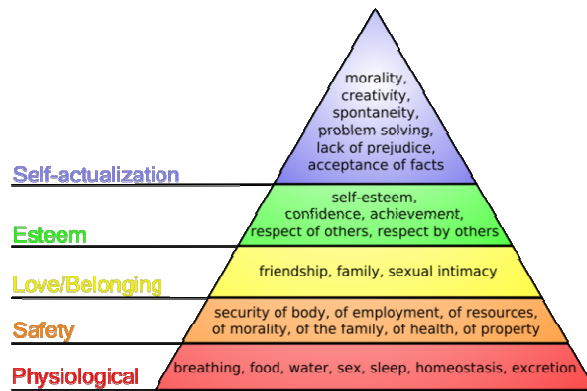 morality,
creativity,
spontaneity,
problem solving,
lack of prejudice,
acceptance of facts
Self-actualization
self-esteem,
confidence, achievement,
respect of others, respect by others
Esteem
friendship, family, sexual intimacy
Love/Belonging
security of body, of employment, of resources,
of morality, of the family, of health, of property
Safety
breathing, food, water, sex, sleep, homeostasis, excretion
Physiological